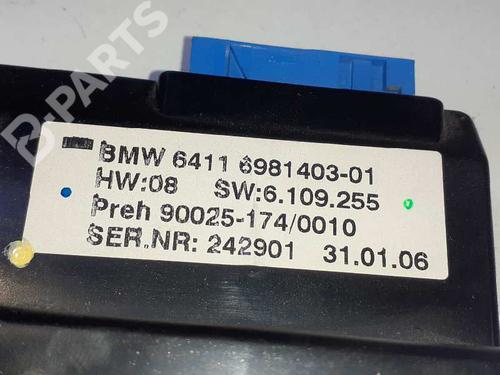 B-PARTS
BMW 6411 6981403-01
HW:08 SW:6.109.255
Preh 90025-174/0010
SER.NR: 242901 31.01.06
B-PARTS